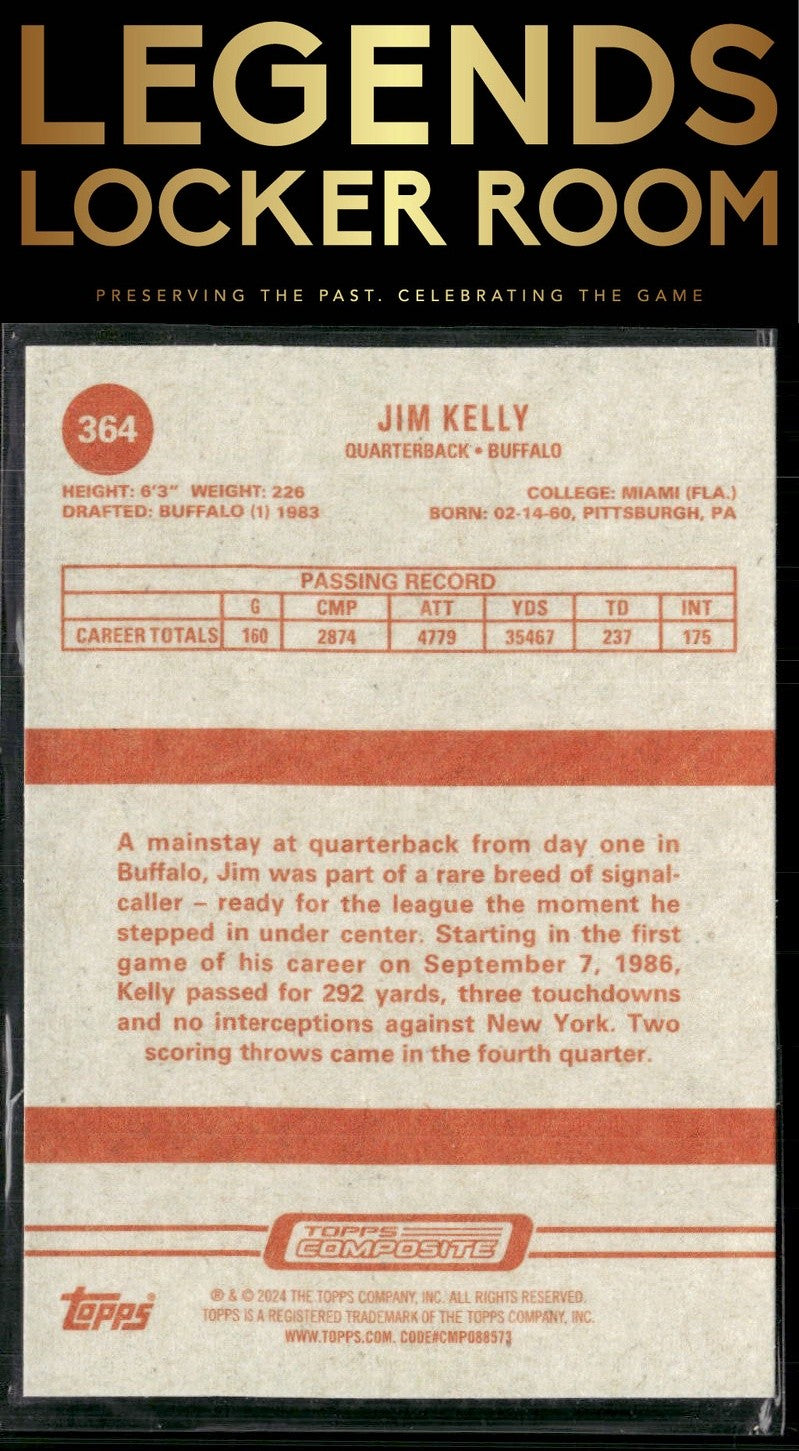 LEGENDS
LOCKER ROOM
PRESERVING THE PAST. CELEBRATING THE GAME
364
JIM KELLY
QUARTERBACK • BUFFALO
HEIGHT: 6'3" WEIGHT: 226
COLLEGE: MIAMI (FLA.)
DRAFTED: BUFFALO (1) 1983
BORN: 02-14-60, PITTSBURGH, PA
PASSING RECORD
G CMP ATT YDS TD INT
CAREER TOTALS 160 2874 4779 35467 237 175
A mainstay at quarterback from day one in
Buffalo, Jim was part of a rare breed of signal-
caller – ready for the league the moment he
stepped in under center. Starting in the first
game of his career on September 7, 1986,
Kelly passed for 292 yards, three touchdowns
and no interceptions against New York. Two
scoring throws came in the fourth quarter.
TOPPS
COMPOSITE
topps®
® & © 2024 THE TOPPS COMPANY, INC. ALL RIGHTS RESERVED.
TOPPS IS A REGISTERED TRADEMARK OF THE TOPPS COMPANY, INC.
WWW.TOPPS.COM. CODE#CMP088573